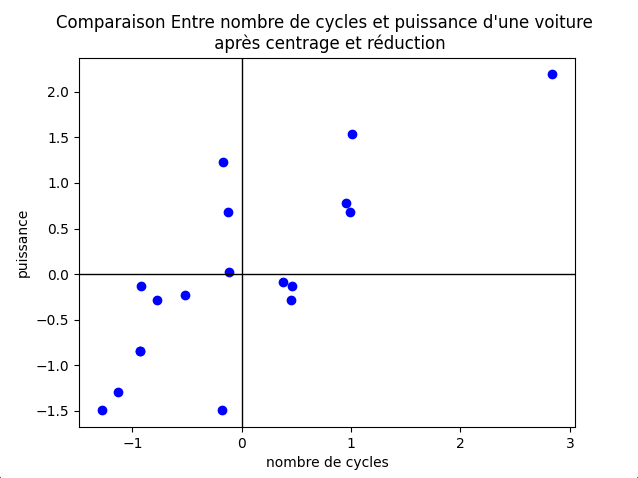 Comparaison Entre nombre de cycles et puissance d'une voiture
après centrage et réduction
2.0
1.5
1.0
0.5
0.0
−0.5
−1.0
−1.5
puissance
−1 0 1 2 3
nombre de cycles